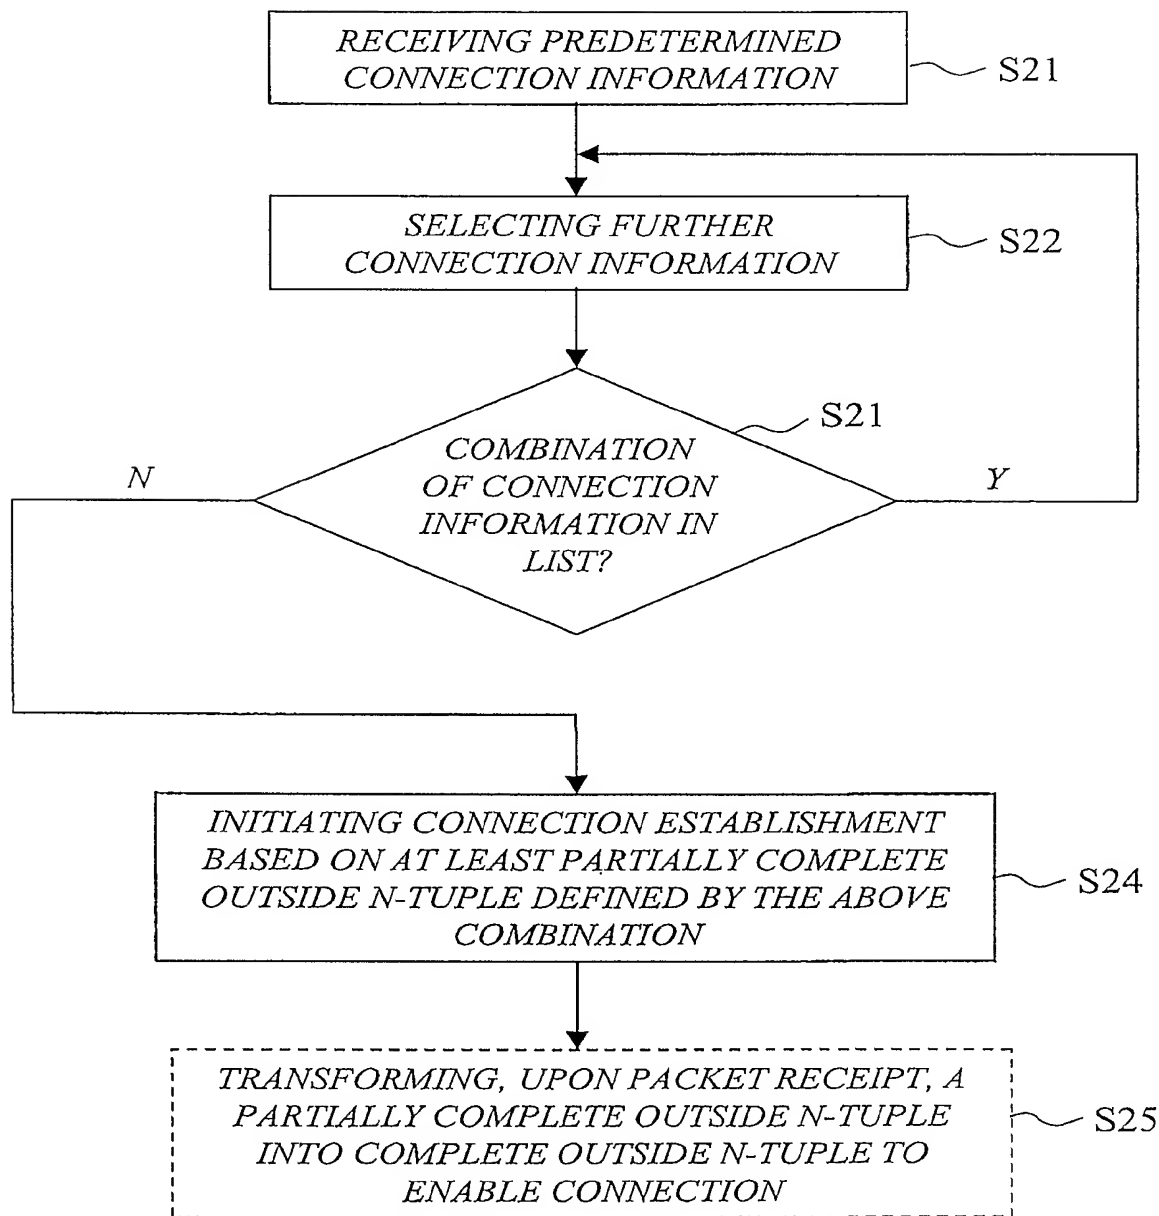 RECEIVING PREDETERMINED
CONNECTION INFORMATION
S21
SELECTING FURTHER
CONNECTION INFORMATION
S22
S21
COMBINATION
OF CONNECTION
INFORMATION IN
LIST?
N
Y
INITIATING CONNECTION ESTABLISHMENT
BASED ON AT LEAST PARTIALLY COMPLETE
OUTSIDE N-TUPLE DEFINED BY THE ABOVE
COMBINATION
S24
TRANSFORMING, UPON PACKET RECEIPT, A
PARTIALLY COMPLETE OUTSIDE N-TUPLE
INTO COMPLETE OUTSIDE N-TUPLE TO
ENABLE CONNECTION
S25